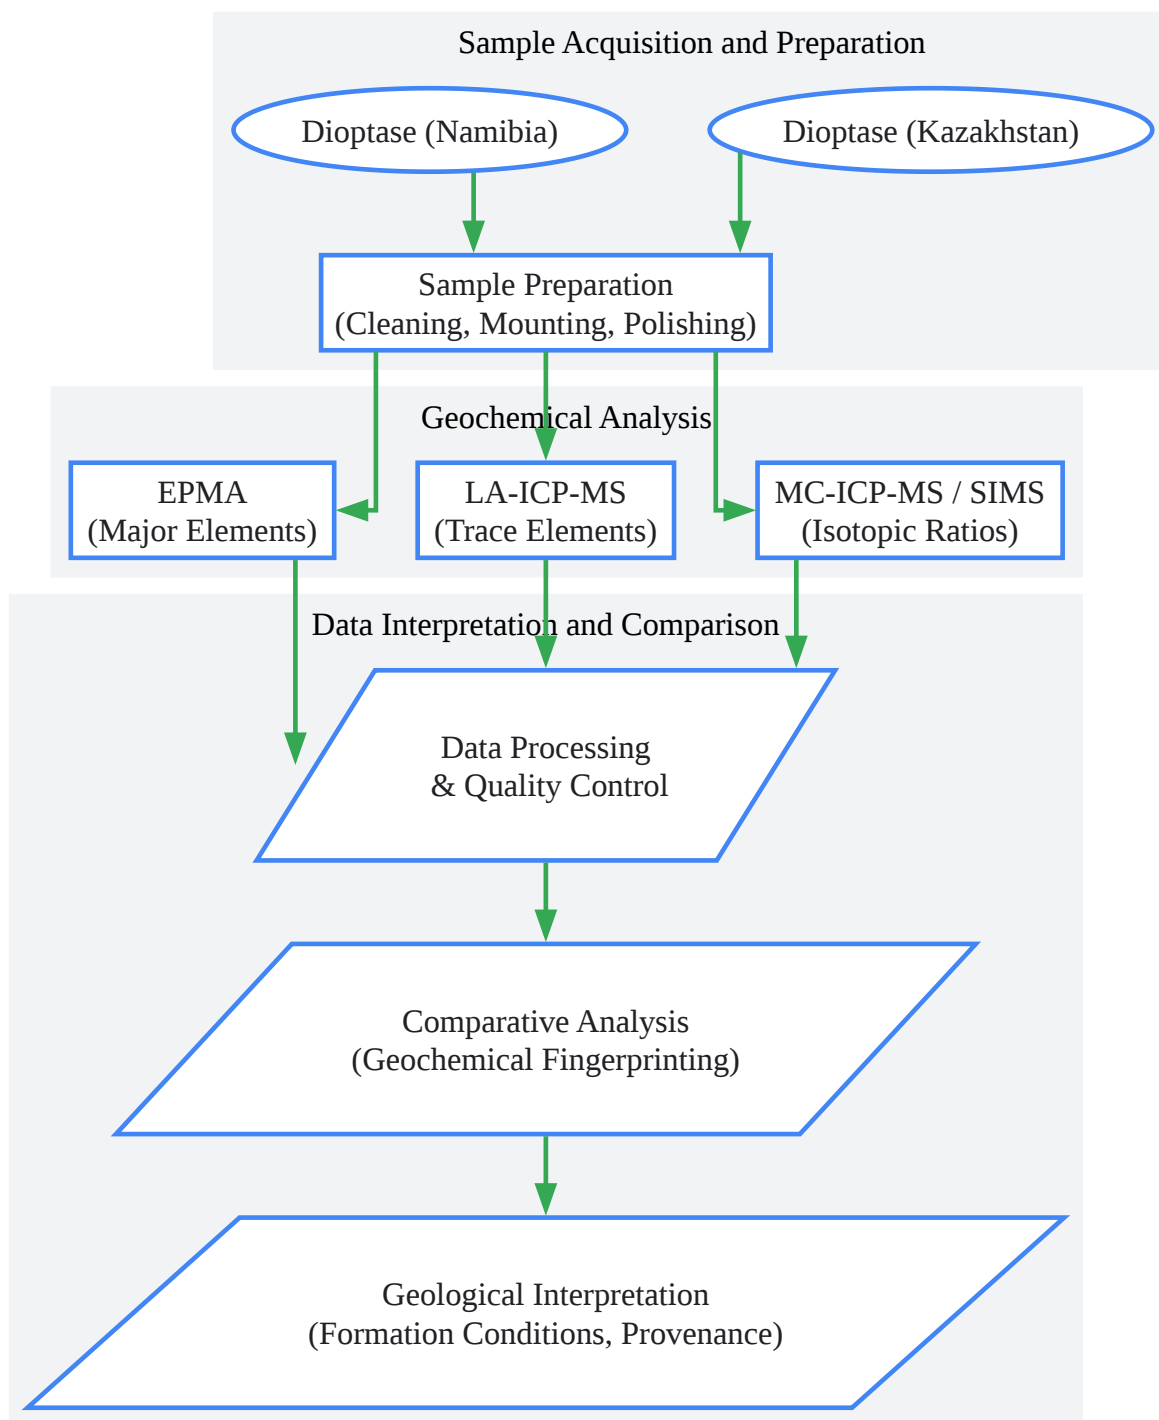 Sample Acquisition and Preparation
Dioptase (Namibia)
Dioptase (Kazakhstan)
Sample Preparation
(Cleaning, Mounting, Polishing)
Geochemical Analysis
EPMA
(Major Elements)
LA-ICP-MS
(Trace Elements)
MC-ICP-MS / SIMS
(Isotopic Ratios)
Data Interpretation and Comparison
Data Processing
& Quality Control
Comparative Analysis
(Geochemical Fingerprinting)
Geological Interpretation
(Formation Conditions, Provenance)